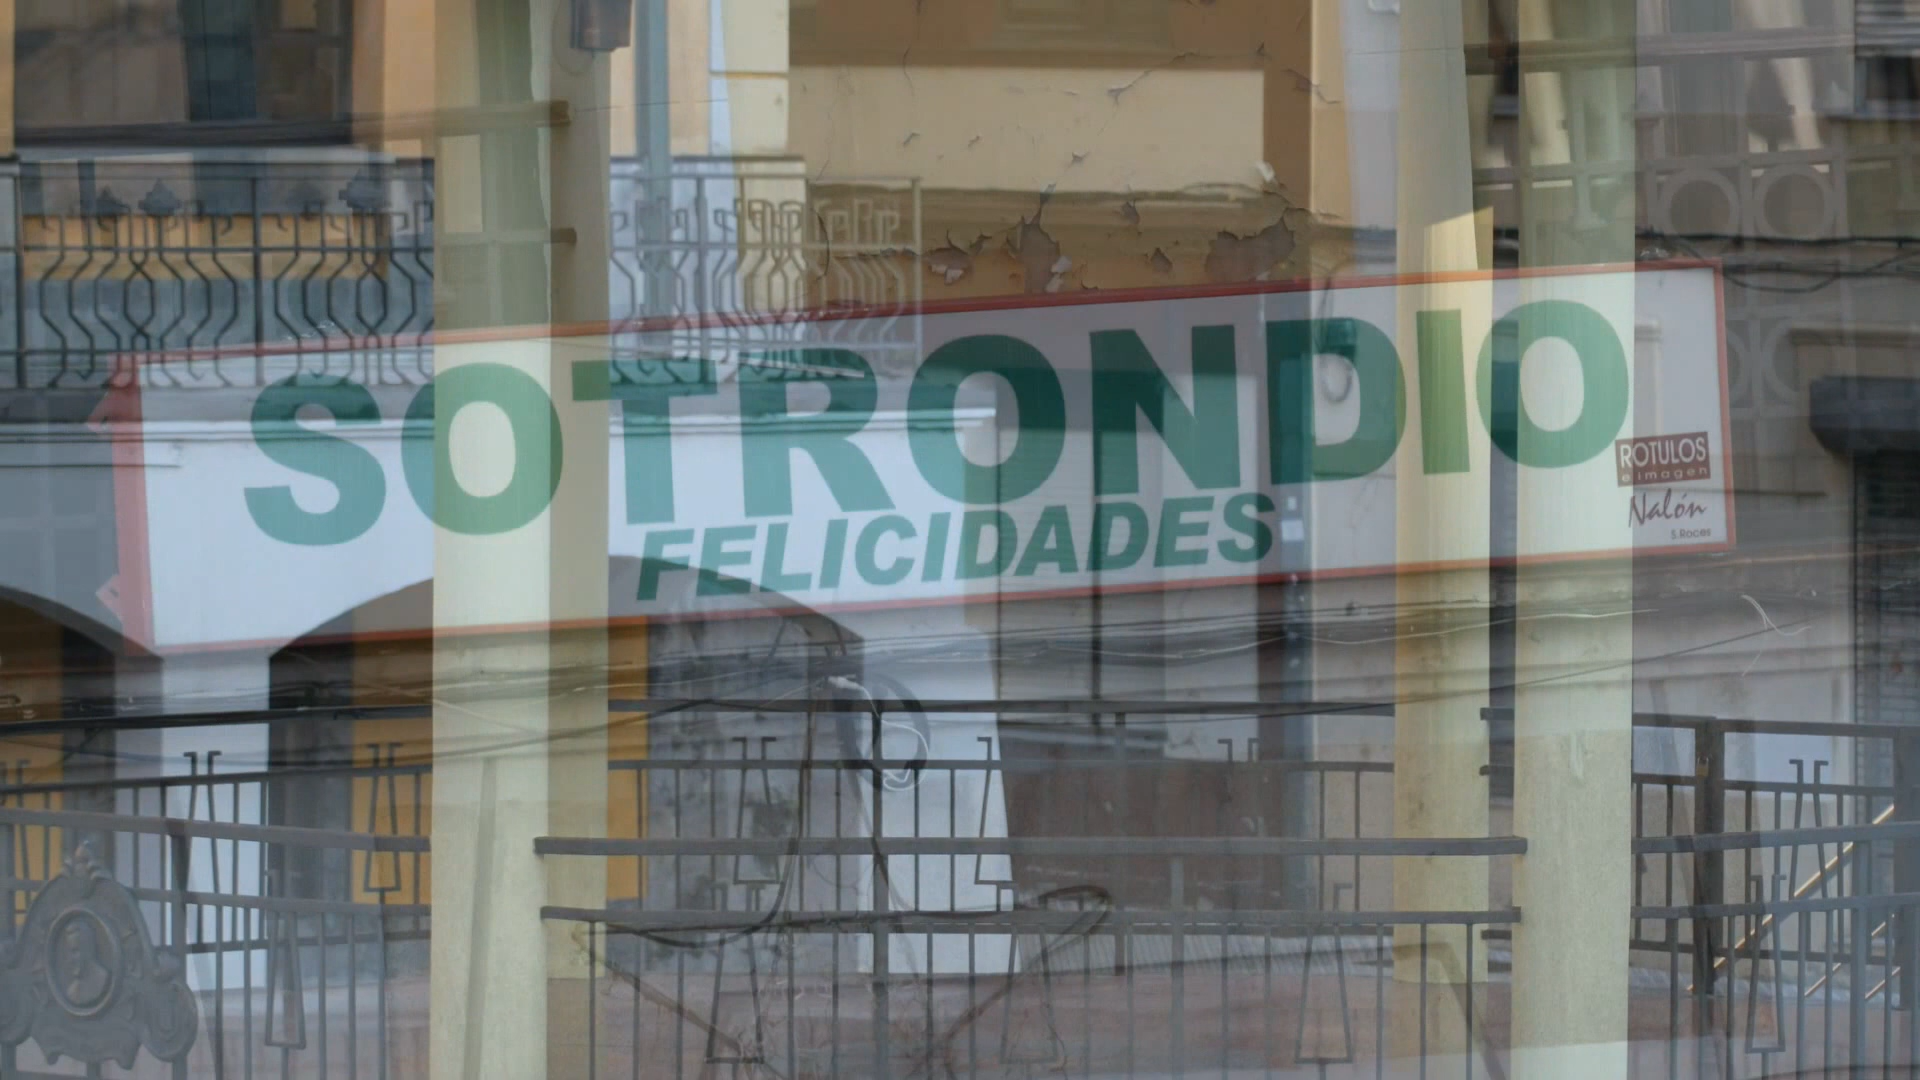 SOTRONDIO
FELICIDADES
ROTULOS
e imagen
Nalón
S.Roces